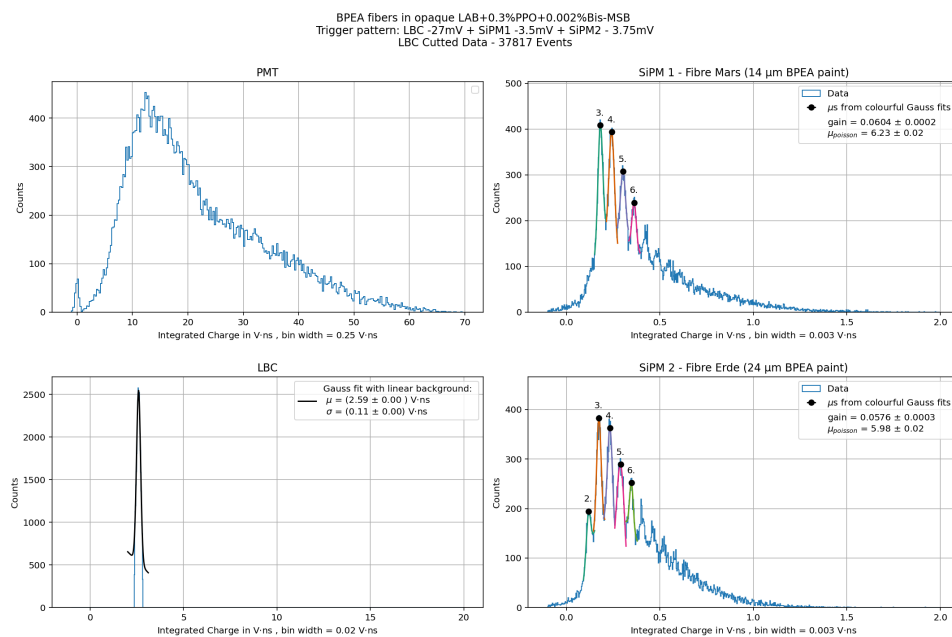 BPEA fibers in opaque LAB+0.3%PPO+0.002%Bis-MSB
Trigger pattern: LBC -27mV + SiPM1 -3.5mV + SiPM2 - 3.75mV
LBC Cutted Data - 37817 Events
PMT
Counts
400
300
200
100
0
0 10 20 30 40 50 60 70
Integrated Charge in V·ns , bin width = 0.25 V·ns
SiPM 1 - Fibre Mars (14 μm BPEA paint)
Data
μs from colourful Gauss fits
gain = 0.0604 ± 0.0002
μpoisson = 6.23 ± 0.02
3.
4.
5.
6.
Counts
500
400
300
200
100
0
0.0 0.5 1.0 1.5 2.0
Integrated Charge in V·ns , bin width = 0.003 V·ns
LBC
Gauss fit with linear background:
μ = (2.59 ± 0.00 ) V·ns
σ = (0.11 ± 0.00) V·ns
Counts
2500
2000
1500
1000
500
0
0 5 10 15 20
Integrated Charge in V·ns , bin width = 0.02 V·ns
SiPM 2 - Fibre Erde (24 μm BPEA paint)
Data
μs from colourful Gauss fits
gain = 0.0576 ± 0.0003
μpoisson = 5.98 ± 0.02
2.
3.
4.
5.
6.
Counts
400
300
200
100
0
0.0 0.5 1.0 1.5 2.0
Integrated Charge in V·ns , bin width = 0.003 V·ns